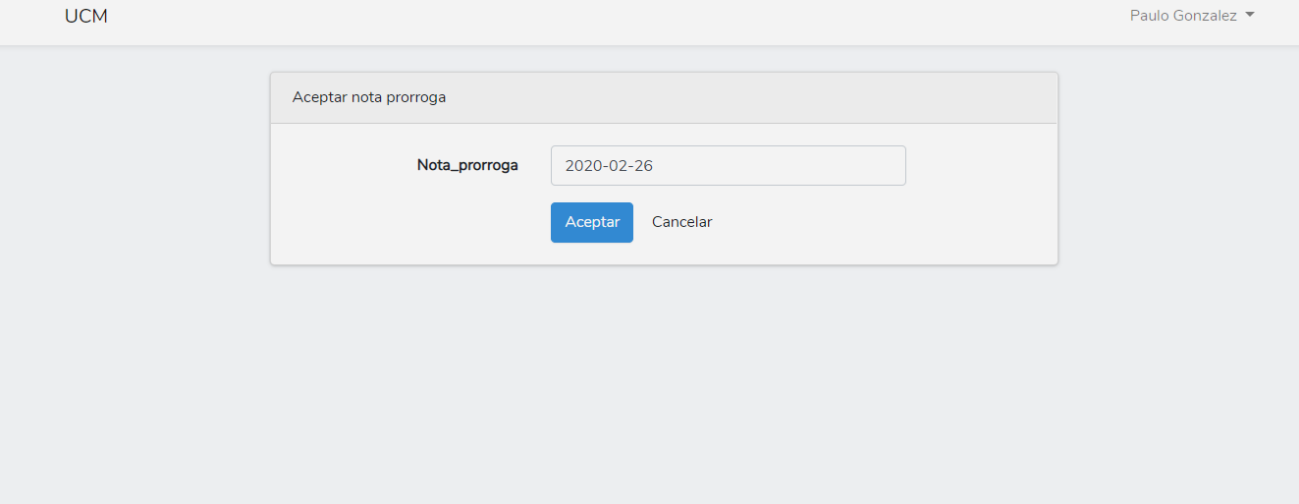 UCM
Paulo Gonzalez
Aceptar nota prorroga
Nota_prorroga
2020-02-26
Aceptar
Cancelar